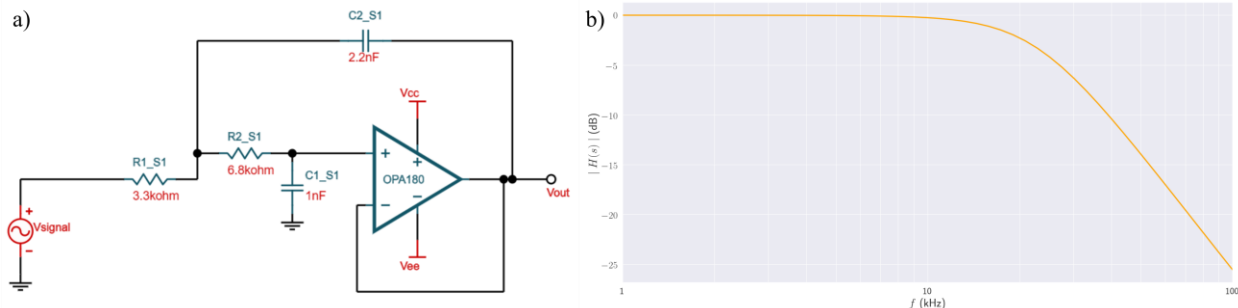 a)
C2_S1
2.2nF
Vcc
R2_S1
6.8kohm
+
+
OPA180
R1_S1
3.3kohm
C1_S1
1nF
−
−
Vout
+
Vsignal
−
Vee
b)
| H(s) | (dB)
0
−5
−10
−15
−20
−25
1
10
100
f (kHz)